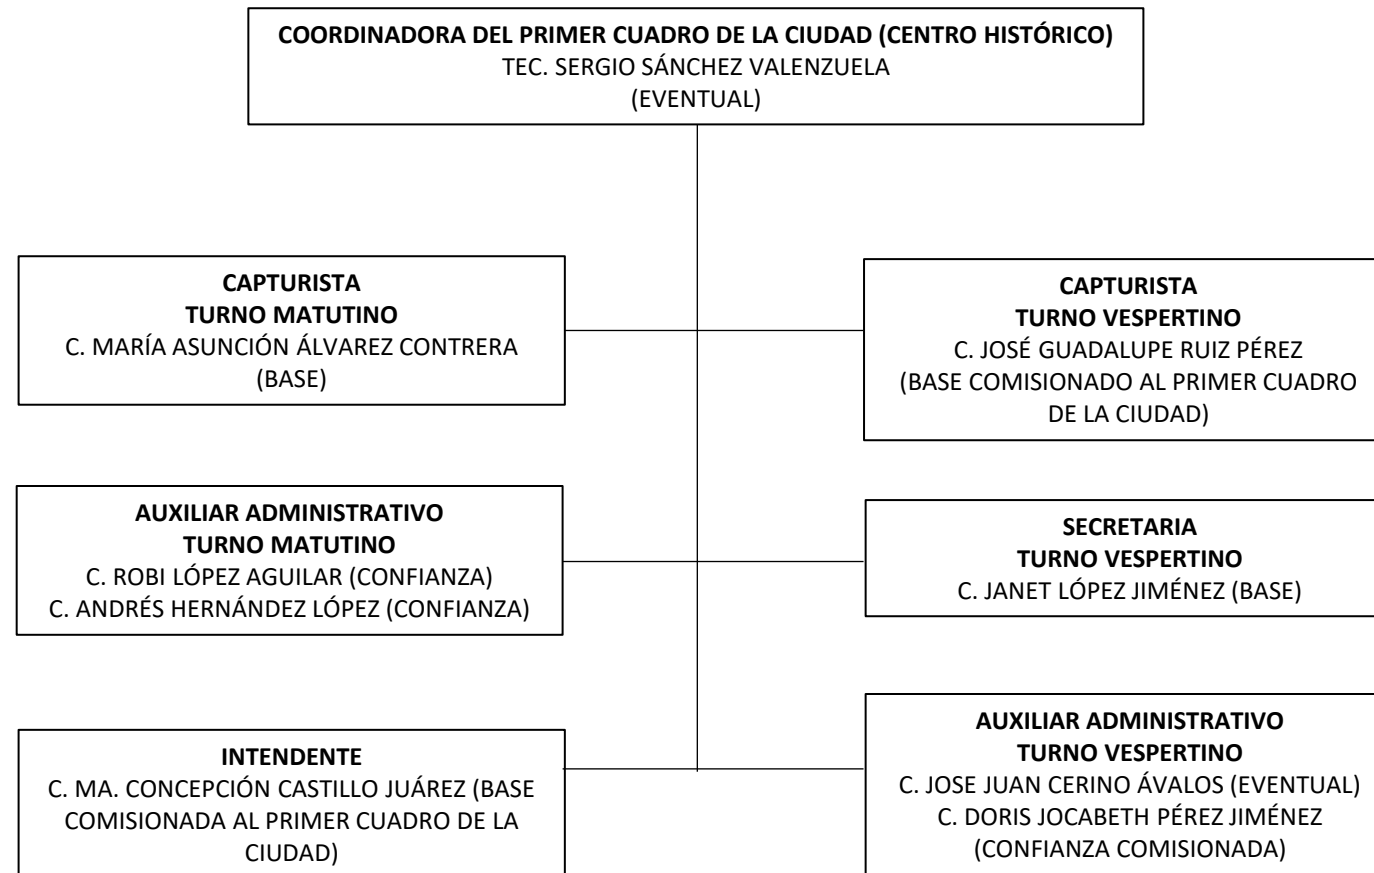 COORDINADORA DEL PRIMER CUADRO DE LA CIUDAD (CENTRO HISTÓRICO)
TEC. SERGIO SÁNCHEZ VALENZUELA
(EVENTUAL)
CAPTURISTA
TURNO MATUTINO
C. MARÍA ASUNCIÓN ÁLVAREZ CONTRERA
(BASE)
CAPTURISTA
TURNO VESPERTINO
C. JOSÉ GUADALUPE RUIZ PÉREZ
(BASE COMISIONADO AL PRIMER CUADRO
DE LA CIUDAD)
AUXILIAR ADMINISTRATIVO
TURNO MATUTINO
C. ROBI LÓPEZ AGUILAR (CONFIANZA)
C. ANDRÉS HERNÁNDEZ LÓPEZ (CONFIANZA)
SECRETARIA
TURNO VESPERTINO
C. JANET LÓPEZ JIMÉNEZ (BASE)
INTENDENTE
C. MA. CONCEPCIÓN CASTILLO JUÁREZ (BASE
COMISIONADA AL PRIMER CUADRO DE LA
CIUDAD)
AUXILIAR ADMINISTRATIVO
TURNO VESPERTINO
C. JOSE JUAN CERINO ÁVALOS (EVENTUAL)
C. DORIS JOCABETH PÉREZ JIMÉNEZ
(CONFIANZA COMISIONADA)